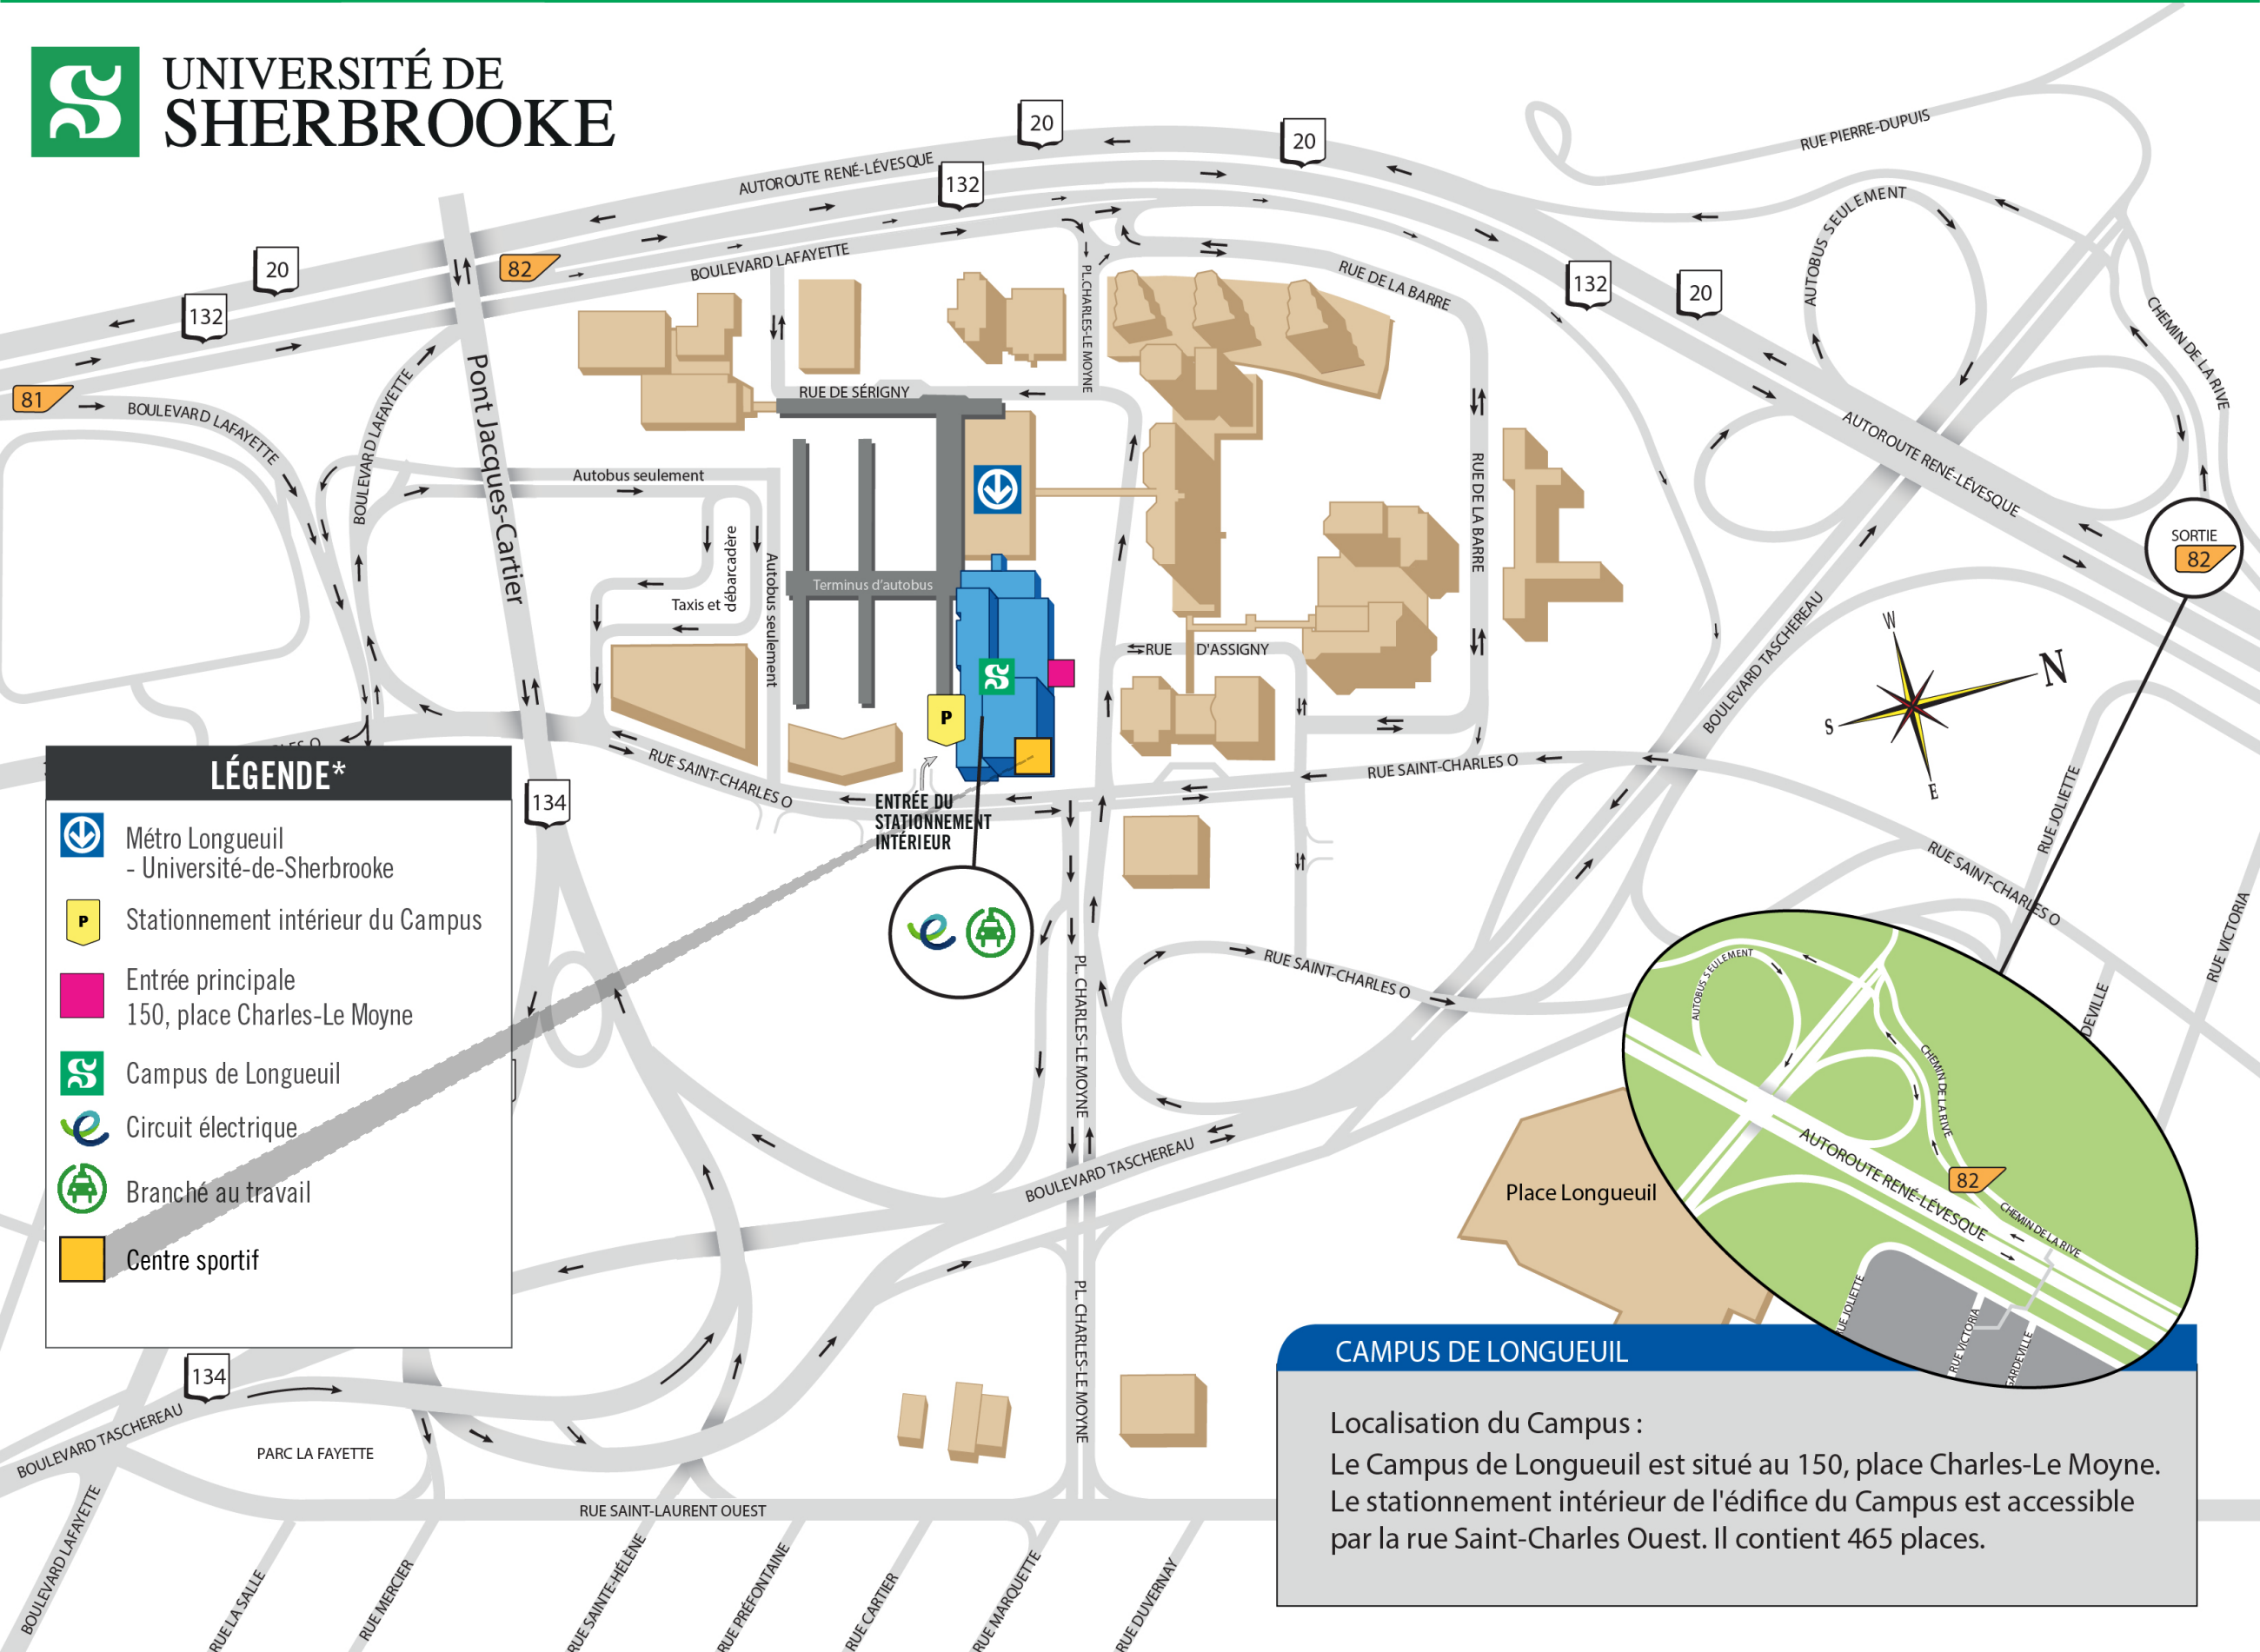 UNIVERSITÉ DE
SHERBROOKE
20
20
132
AUTOROUTE RENÉ-LÉVESQUE
RUE PIERRE-DUPUIS
AUTOBUS SEULEMENT
20
132
82
BOULEVARD LAFAYETTE
PL.CHARLES-LE MOYNE
RUE DE LA BARRE
132
20
CHEMIN DE LA RIVE
81
BOULEVARD LAFAYETTE
BOULEVARD LAFAYETTE
Pont Jacques-Cartier
RUE DE SÉRIGNY
AUTOROUTE RENÉ-LÉVESQUE
Autobus seulement
RUE DE LA BARRE
SORTIE
82
Taxis et
débarcadère
Autobus seulement
Terminus d'autobus
RUE D'ASSIGNY
BOULEVARD TASCHEREAU
W
N
S
E
P
RUE SAINT-CHARLES O
RUE SAINT-CHARLES O
RUE JOLIETTE
ENTRÉE DU
STATIONNEMENT
INTÉRIEUR
134
LES O
LÉGENDE*
Métro Longueuil
- Université-de-Sherbrooke
P
Stationnement intérieur du Campus
Entrée principale
150, place Charles-Le Moyne
Campus de Longueuil
Circuit électrique
Branché au travail
Centre sportif
RUE SAINT-CHARLES O
RUE VICTORIA
RUE SAINT-CHARLES O
DEVILLE
PL. CHARLES-LE MOYNE
BOULEVARD TASCHEREAU
Place Longueuil
AUTOBUS SEULEMENT
CHEMIN DE LA RIVE
AUTOROUTE RENÉ-LÉVESQUE
82
CHEMIN DE LA RIVE
RUE JOLIETTE
RUE VICTORIA
GARDEVILLE
PL. CHARLES-LE MOYNE
134
BOULEVARD TASCHEREAU
PARC LA FAYETTE
RUE SAINT-LAURENT OUEST
BOULEVARD LAFAYETTE
RUE LA SALLE
RUE MERCIER
RUE SAINTE-HÉLÈNE
RUE PRÉFONTAINE
RUE CARTIER
RUE MARQUETTE
RUE DUVERNAY
CAMPUS DE LONGUEUIL
Localisation du Campus :
Le Campus de Longueuil est situé au 150, place Charles-Le Moyne.
Le stationnement intérieur de l'édifice du Campus est accessible
par la rue Saint-Charles Ouest. Il contient 465 places.